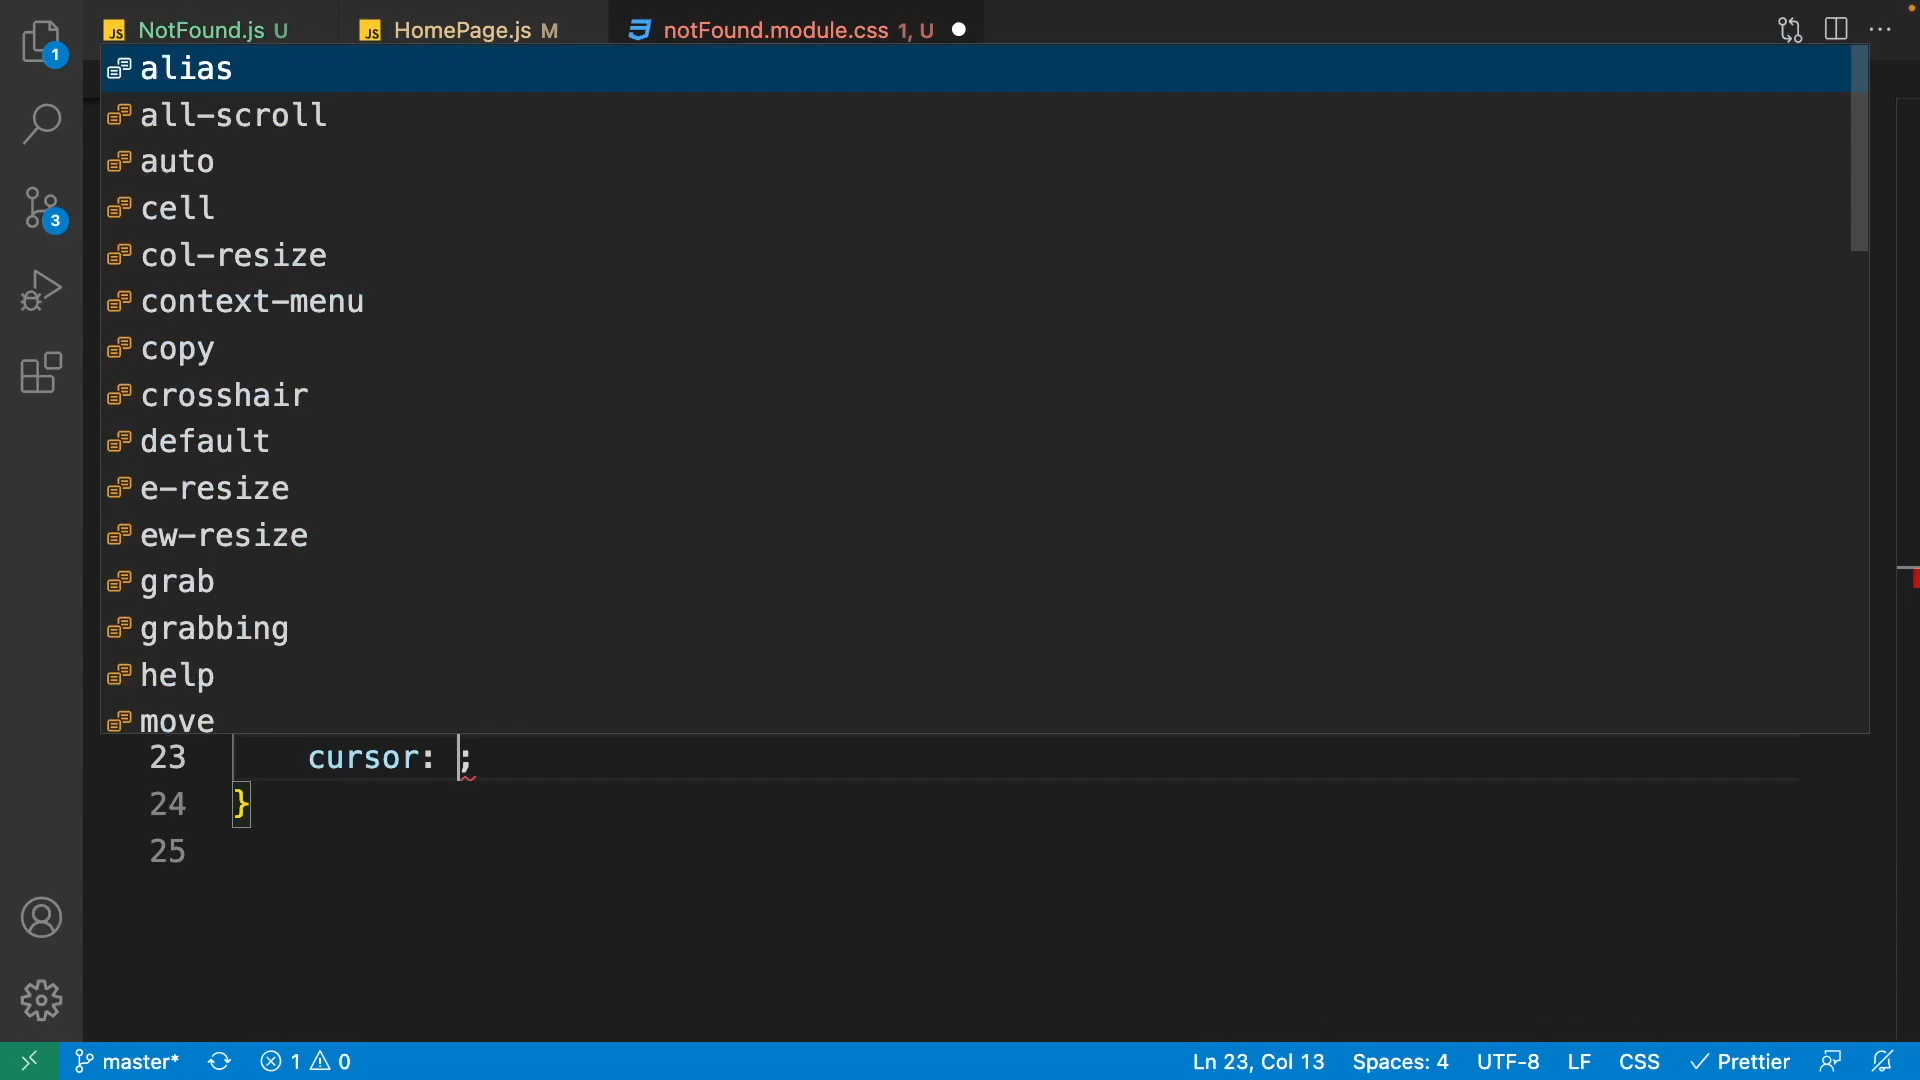 NotFound.js U
HomePage.js M
notFound.module.css 1, U
1
3
alias
all-scroll
auto
cell
col-resize
context-menu
copy
crosshair
default
e-resize
ew-resize
grab
grabbing
help
move
23 cursor: ;
24 }
25
master* 1 0 Ln 23, Col 13 Spaces: 4 UTF-8 LF CSS Prettier